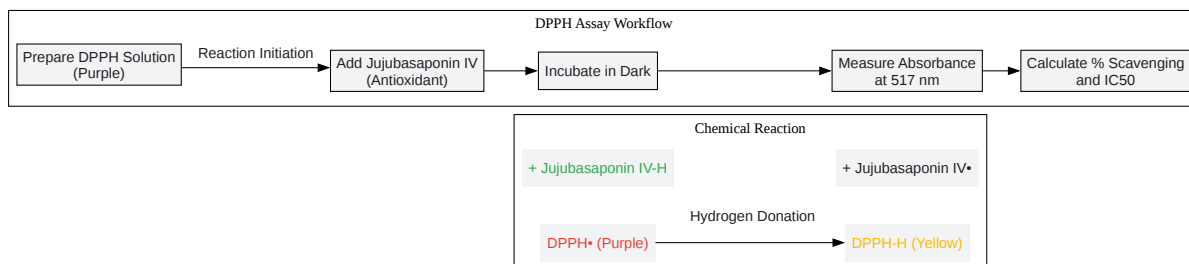 DPPH Assay Workflow
Prepare DPPH Solution
(Purple)
Reaction Initiation
Add Jujubasaponin IV
(Antioxidant)
Incubate in Dark
Measure Absorbance
at 517 nm
Calculate % Scavenging
and IC50
Chemical Reaction
+ Jujubasaponin IV-H
+ Jujubasaponin IV•
DPPH• (Purple)
Hydrogen Donation
DPPH-H (Yellow)